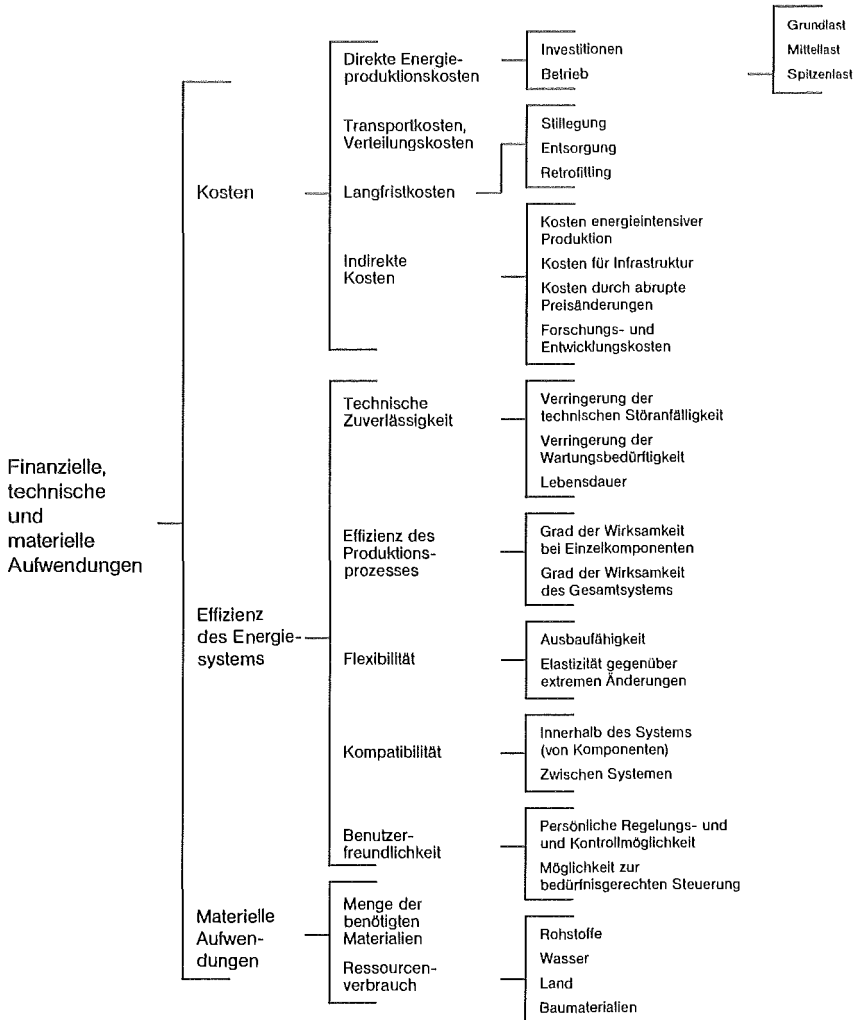 Finanzielle,
technische
und
materielle
Aufwendungen
Kosten
Direkte Energie-
produktionskosten
Investitionen
Betrieb
Grundlast
Mittellast
Spitzenlast
Transportkosten,
Verteilungskosten
Langfristkosten
Stillegung
Entsorgung
Retrofitting
Indirekte
Kosten
Kosten energieintensiver
Produktion
Kosten für Infrastruktur
Kosten durch abrupte
Preisänderungen
Forschungs- und
Entwicklungskosten
Effizienz
des Energie-
systems
Technische
Zuverlässigkeit
Verringerung der
technischen Störanfälligkeit
Verringerung der
Wartungsbedürftigkeit
Lebensdauer
Effizienz des
Produktions-
prozesses
Grad der Wirksamkeit
bei Einzelkomponenten
Grad der Wirksamkeit
des Gesamtsystems
Flexibilität
Ausbaufähigkeit
Elastizität gegenüber
extremen Änderungen
Kompatibilität
Innerhalb des Systems
(von Komponenten)
Zwischen Systemen
Benutzer-
freundlichkeit
Persönliche Regelungs- und
und Kontrollmöglichkeit
Möglichkeit zur
bedürfnisgerechten Steuerung
Materielle
Aufwen-
dungen
Menge der
benötigten
Materialien
Ressourcen-
verbrauch
Rohstoffe
Wasser
Land
Baumaterialien